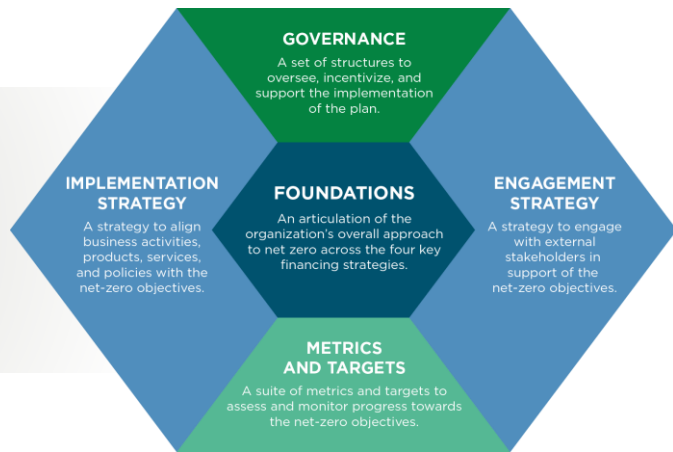 GOVERNANCE
A set of structures to
oversee, incentivize, and
support the implementation
of the plan.
IMPLEMENTATION
STRATEGY
A strategy to align
business activities,
products, services,
and policies with the
net-zero objectives.
FOUNDATIONS
An articulation of the
organization's overall approach
to net zero across the four key
financing strategies.
ENGAGEMENT
STRATEGY
A strategy to engage
with external
stakeholders in
support of the
net-zero objectives.
METRICS
AND TARGETS
A suite of metrics and targets to
assess and monitor progress towards
the net-zero objectives.